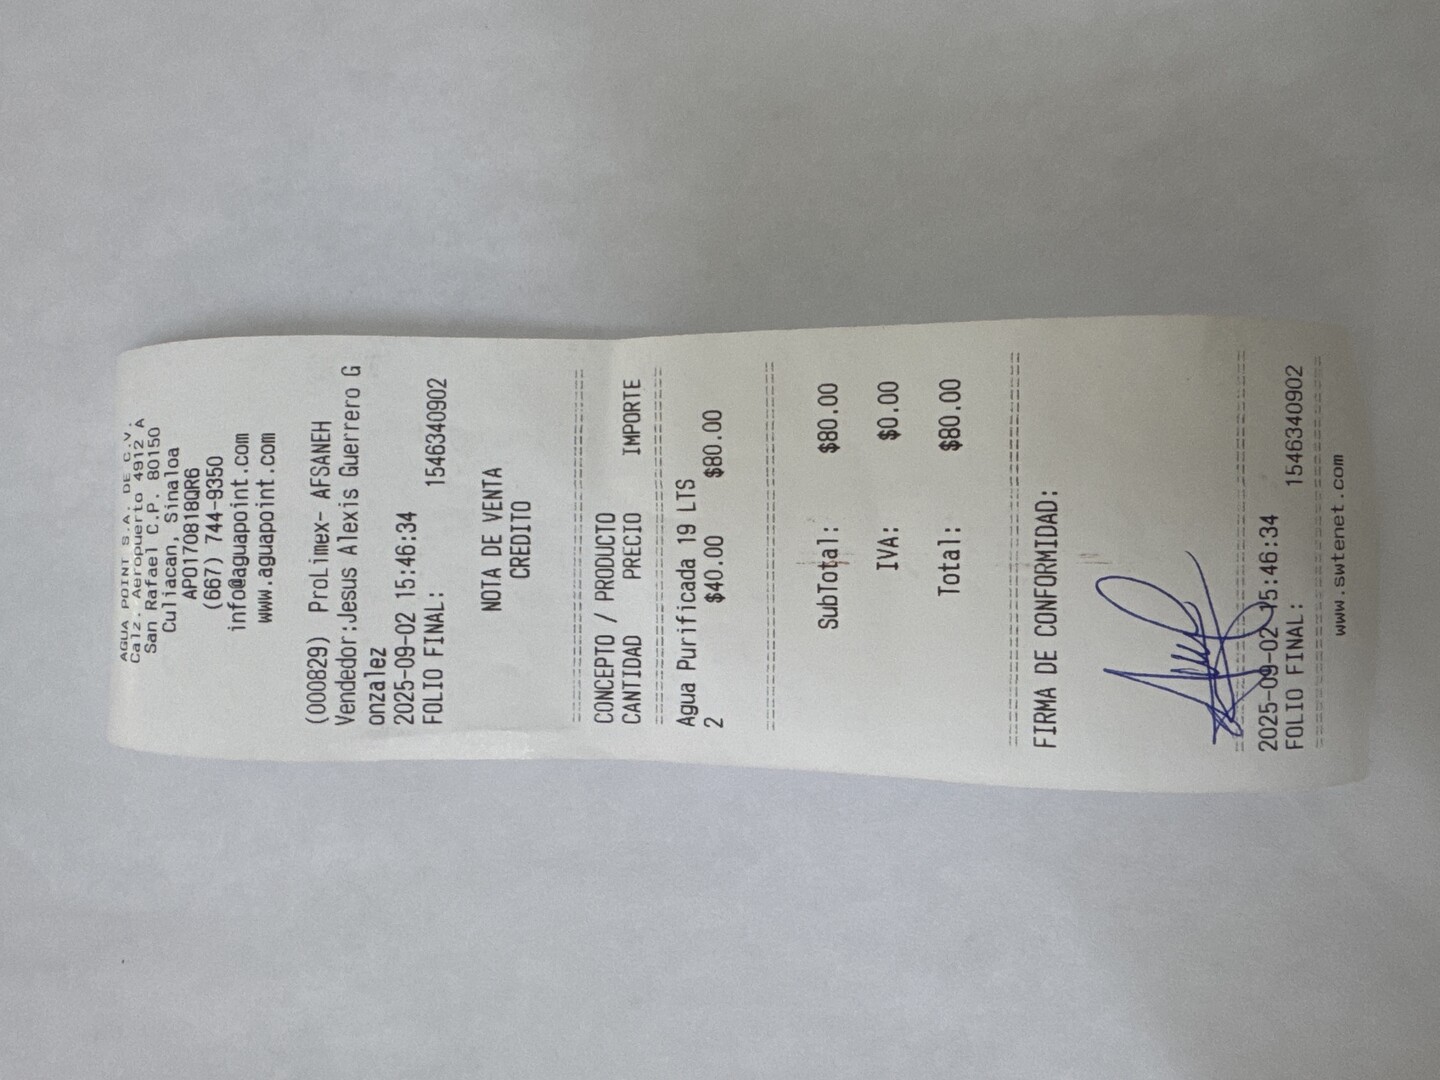 AGUA POINT S.A. DE C.V.
Calz. Aeropuerto 4912 A
San Rafael C.P. 80150
Culiacan, Sinaloa
APO170818QR6
(667) 744-9350
info@aguapoint.com
www.aguapoint.com
(000829) ProLimex- AFSANEH
Vendedor:Jesus Alexis Guerrero G
onzalez
2025-09-02 15:46:34
FOLIO FINAL: 1546340902
NOTA DE VENTA
CREDITO
CONCEPTO / PRODUCTO
CANTIDAD PRECIO IMPORTE
Agua Purificada 19 LTS
2 $40.00 $80.00
SubTotal: $80.00
IVA: $0.00
Total: $80.00
FIRMA DE CONFORMIDAD:
2025-09-02 15:46:34
FOLIO FINAL: 1546340902
www.swtenet.com